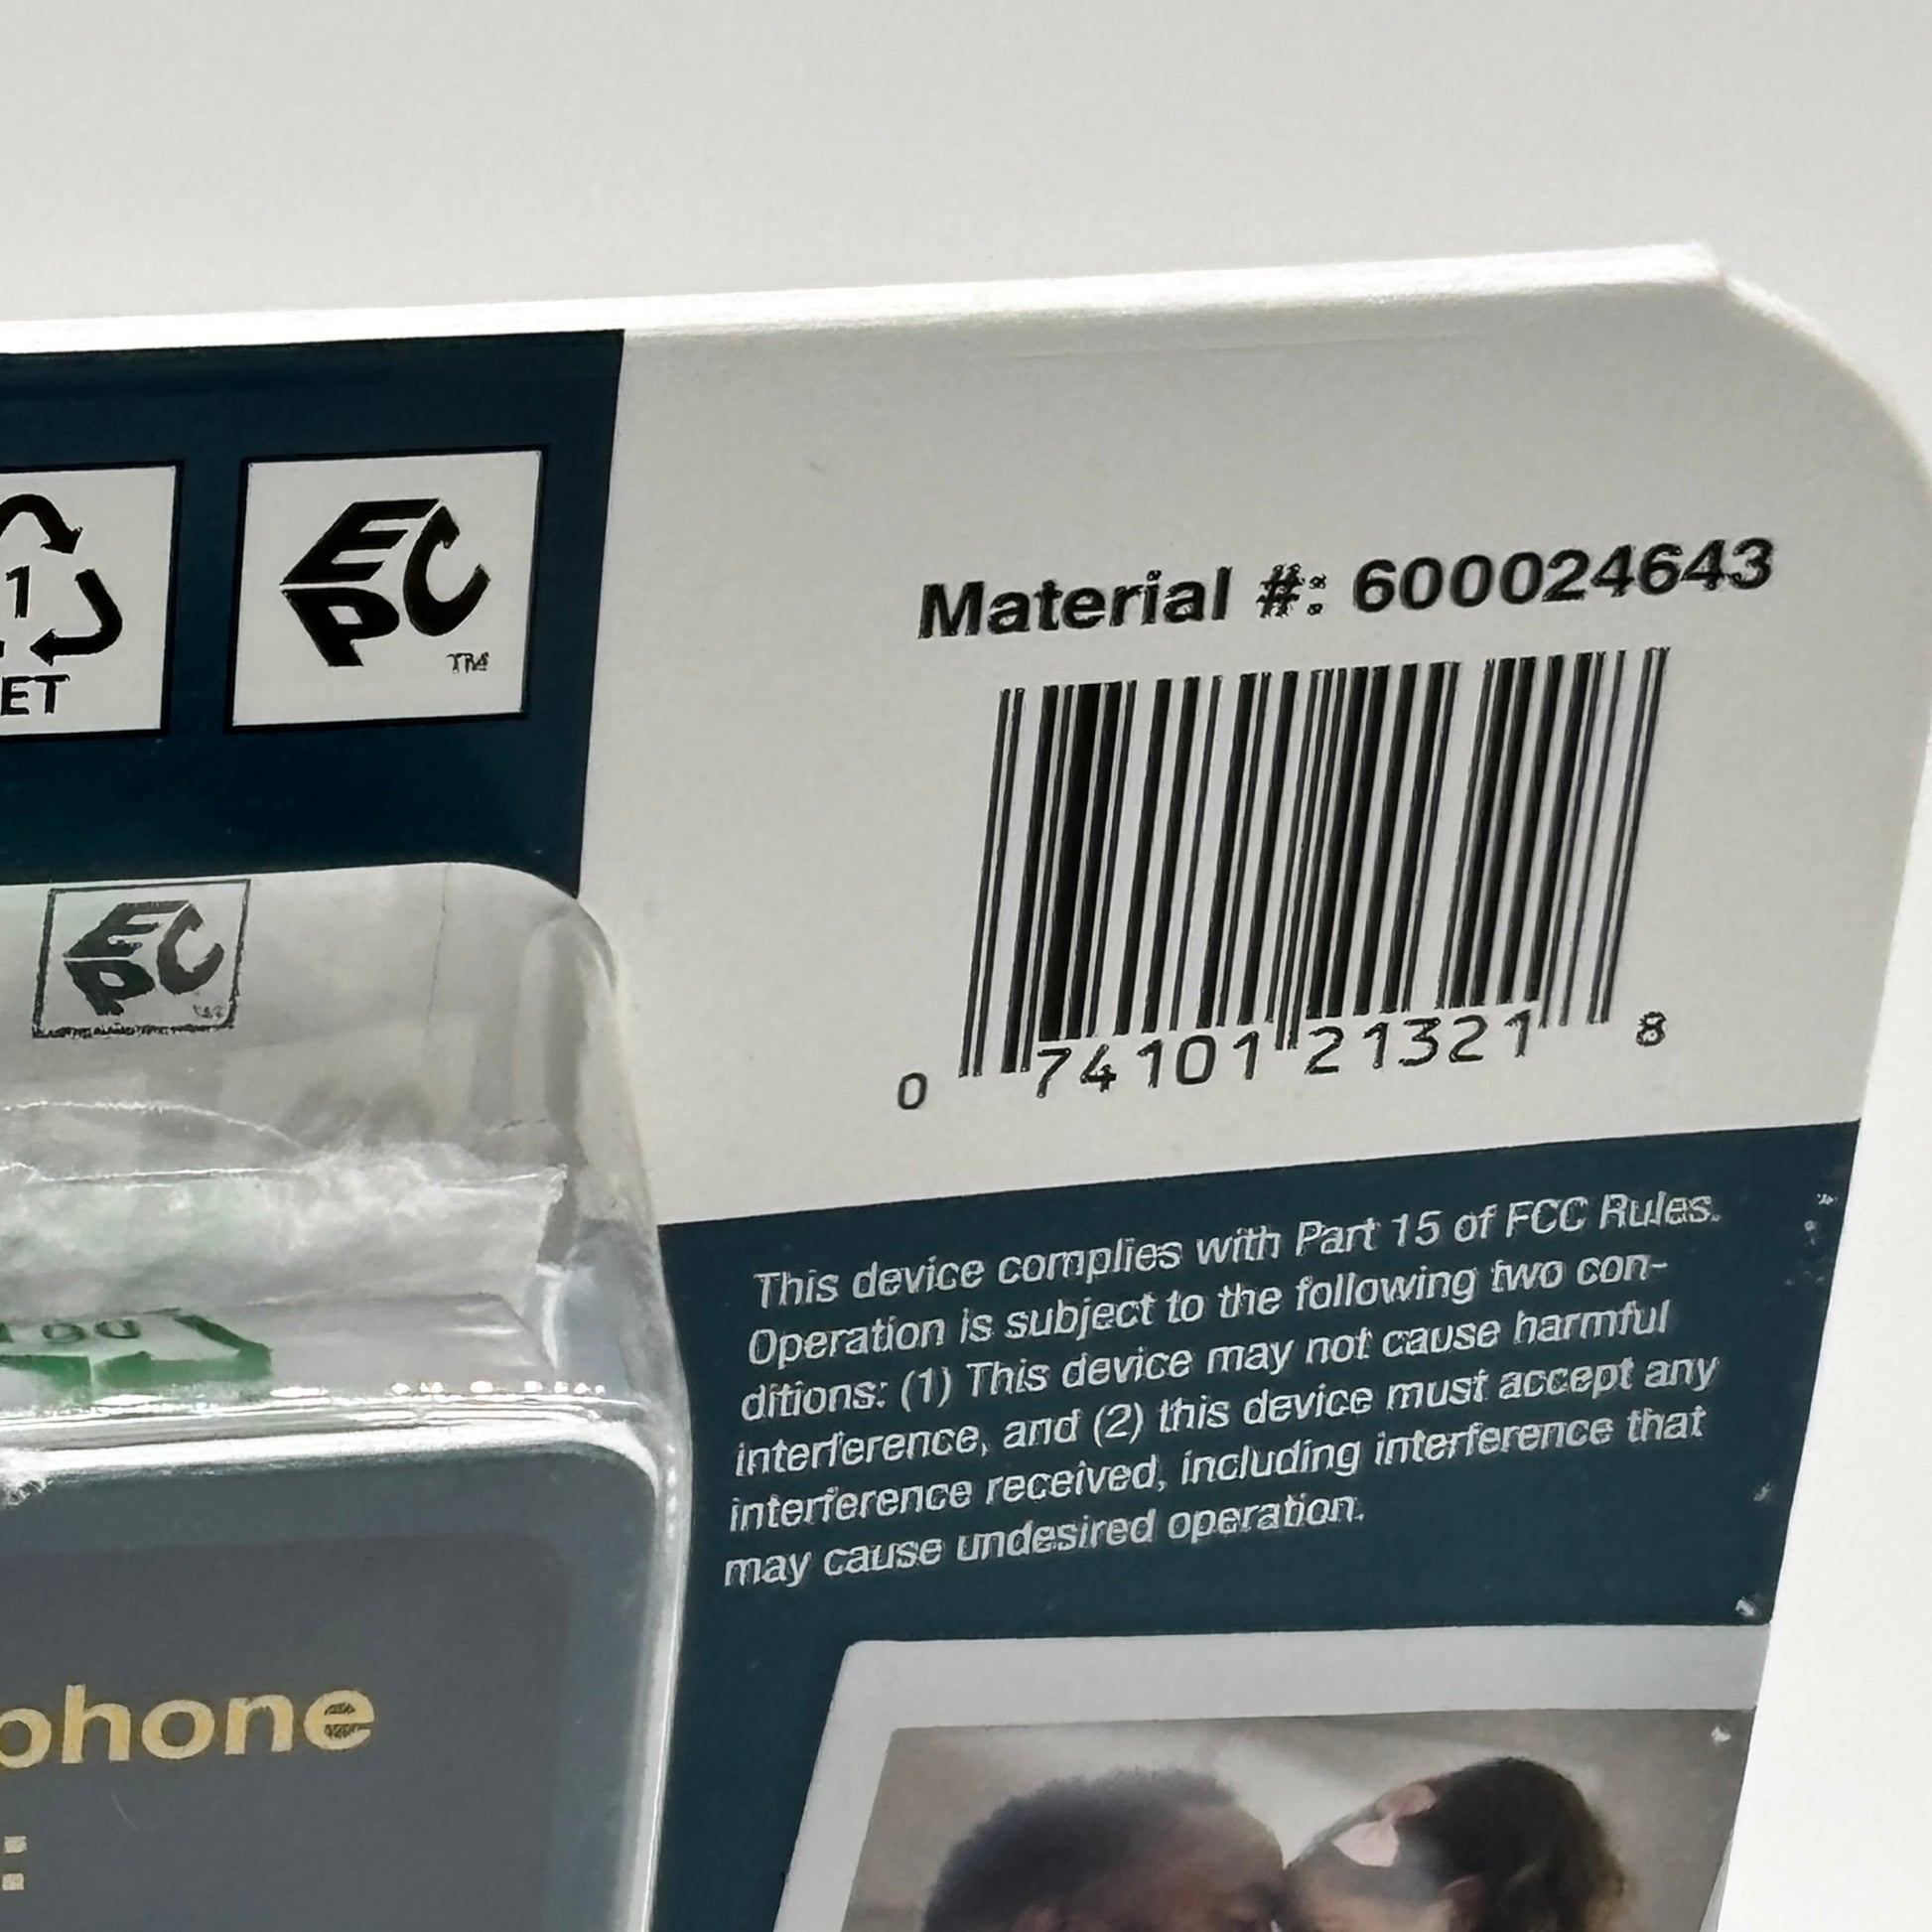 1
ET
EPC
TM
Material #: 600024643
0 74101 21321 8
EPC
This device complies with Part 15 of FCC Rules.
Operation is subject to the following two con-
ditions: (1) This device may not cause harmful
interference, and (2) this device must accept any
interference received, including interference that
may cause undesired operation.
phone
: